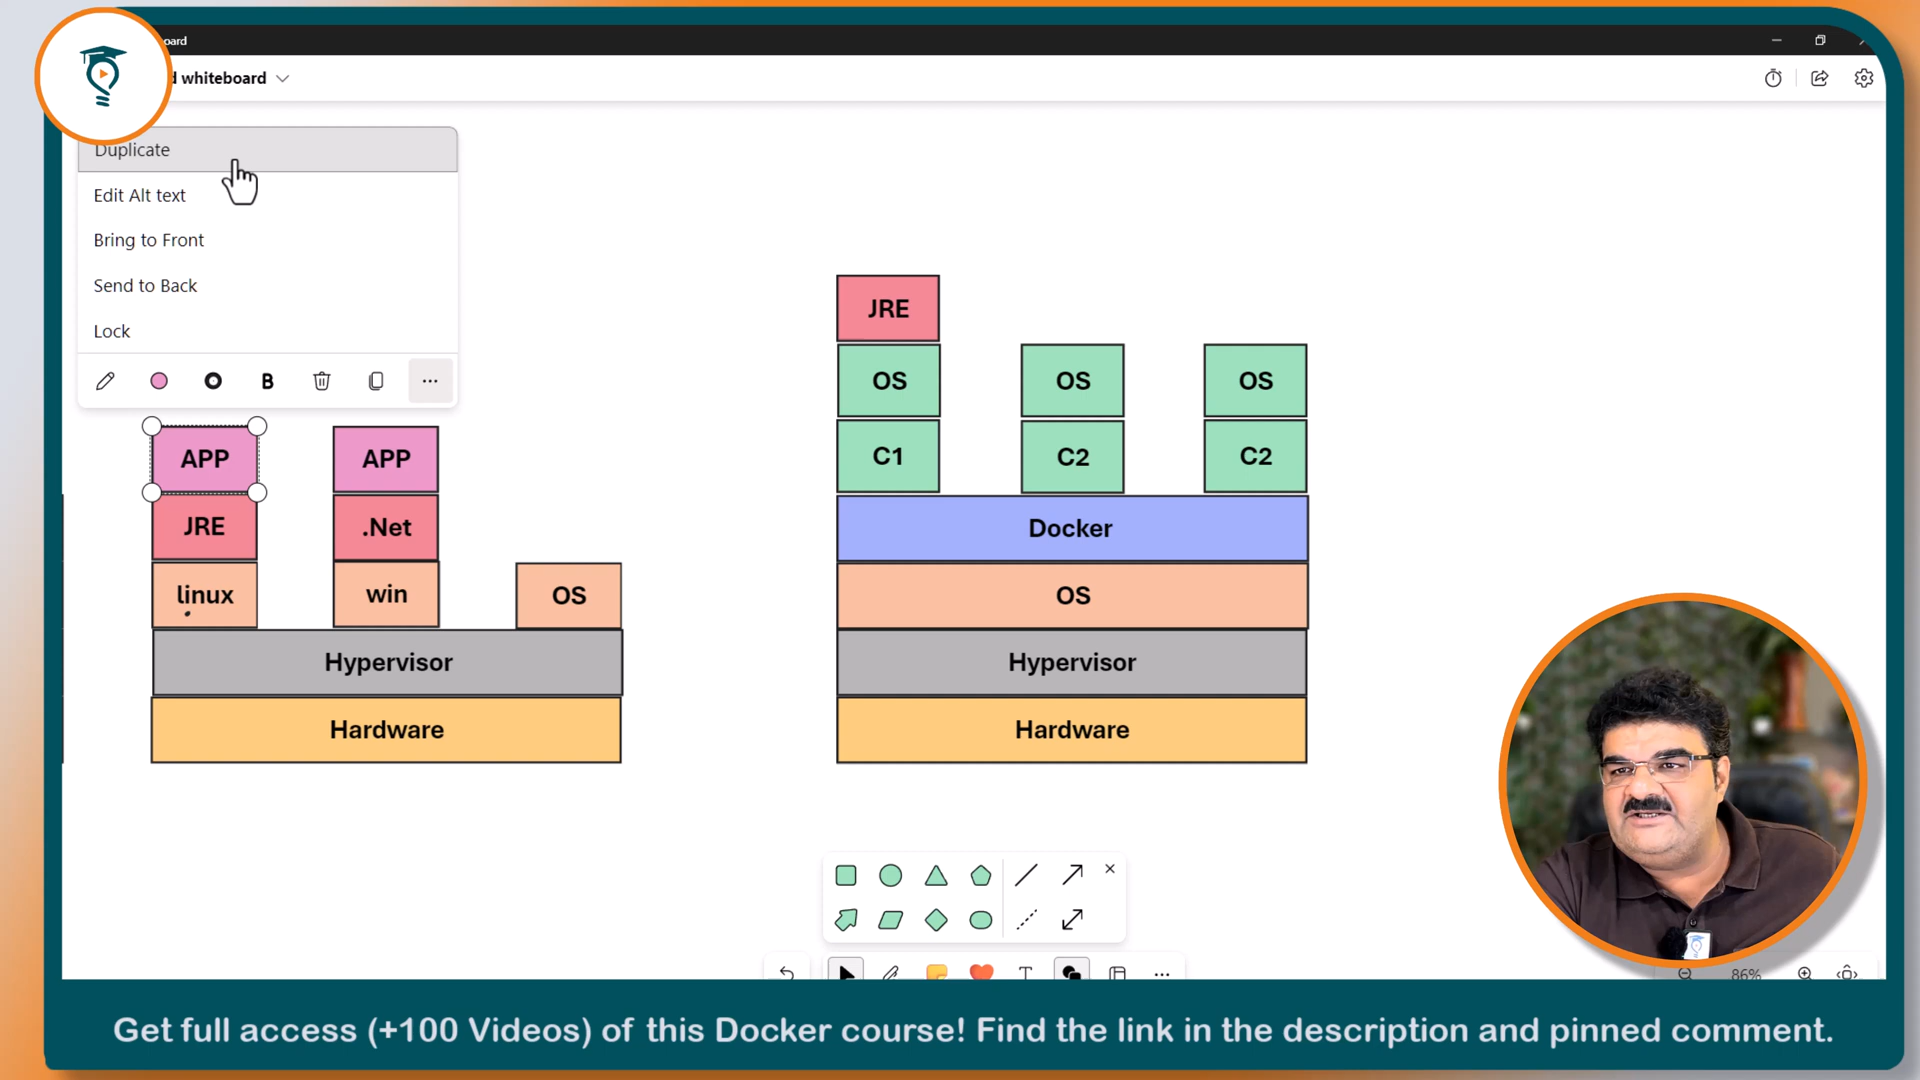 oard
d whiteboard
Duplicate
Edit Alt text
Bring to Front
Send to Back
Lock
B
APP
APP
JRE
.Net
linux
win
OS
Hypervisor
Hardware
JRE
OS
OS
OS
C1
C2
C2
Docker
OS
Hypervisor
Hardware
86%
Get full access (+100 Videos) of this Docker course! Find the link in the description and pinned comment.